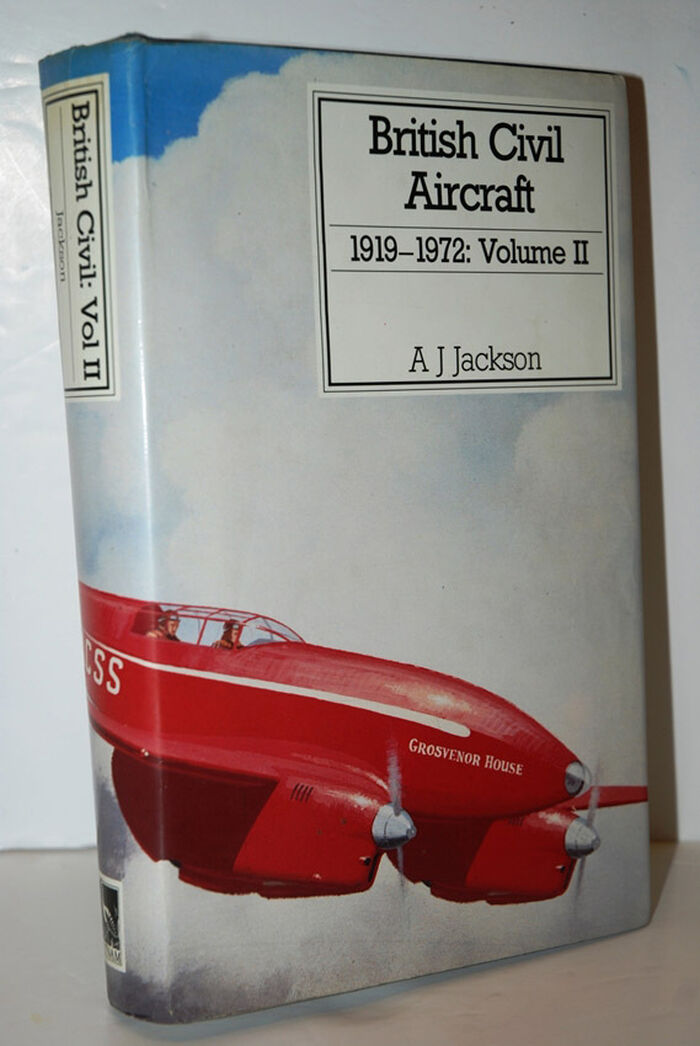 British Civil
Aircraft
1919–1972: Volume II
A J Jackson
British Civil: Vol II
Jackson
CSS
GROSVENOR HOUSE